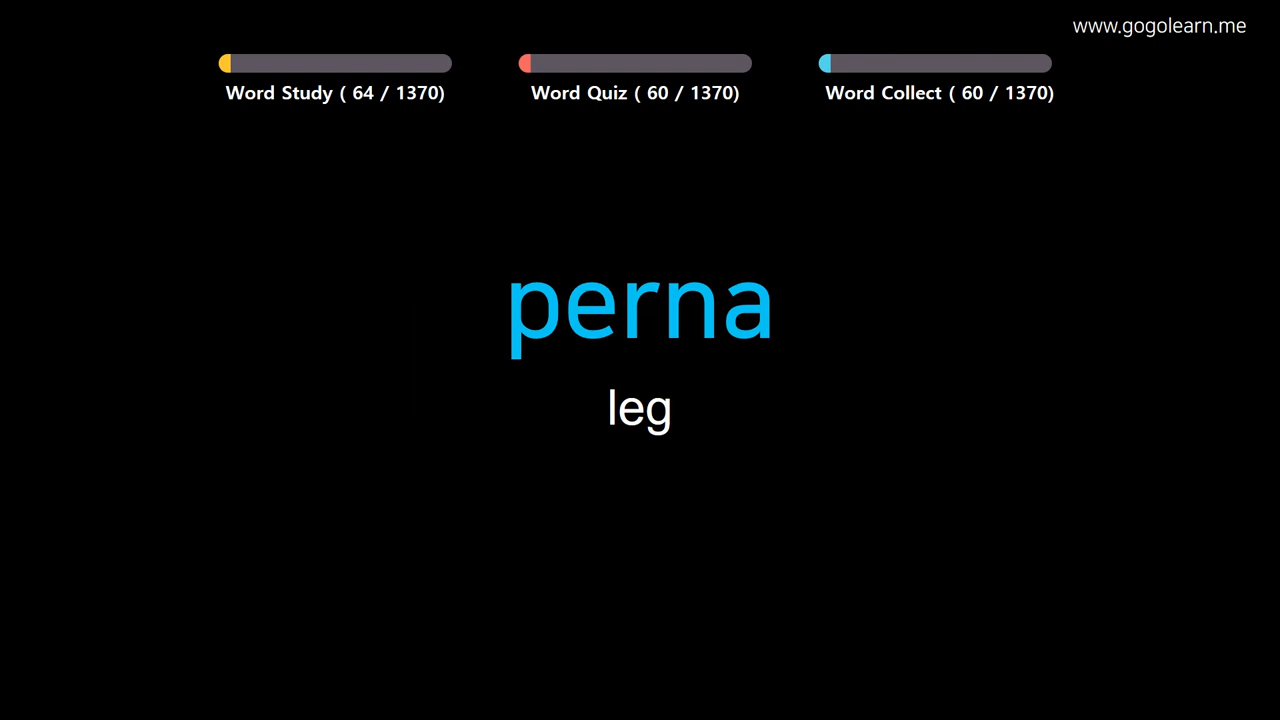 www.gogolearn.me
Word Study ( 64 / 1370)
Word Quiz ( 60 / 1370)
Word Collect ( 60 / 1370)
perna
leg